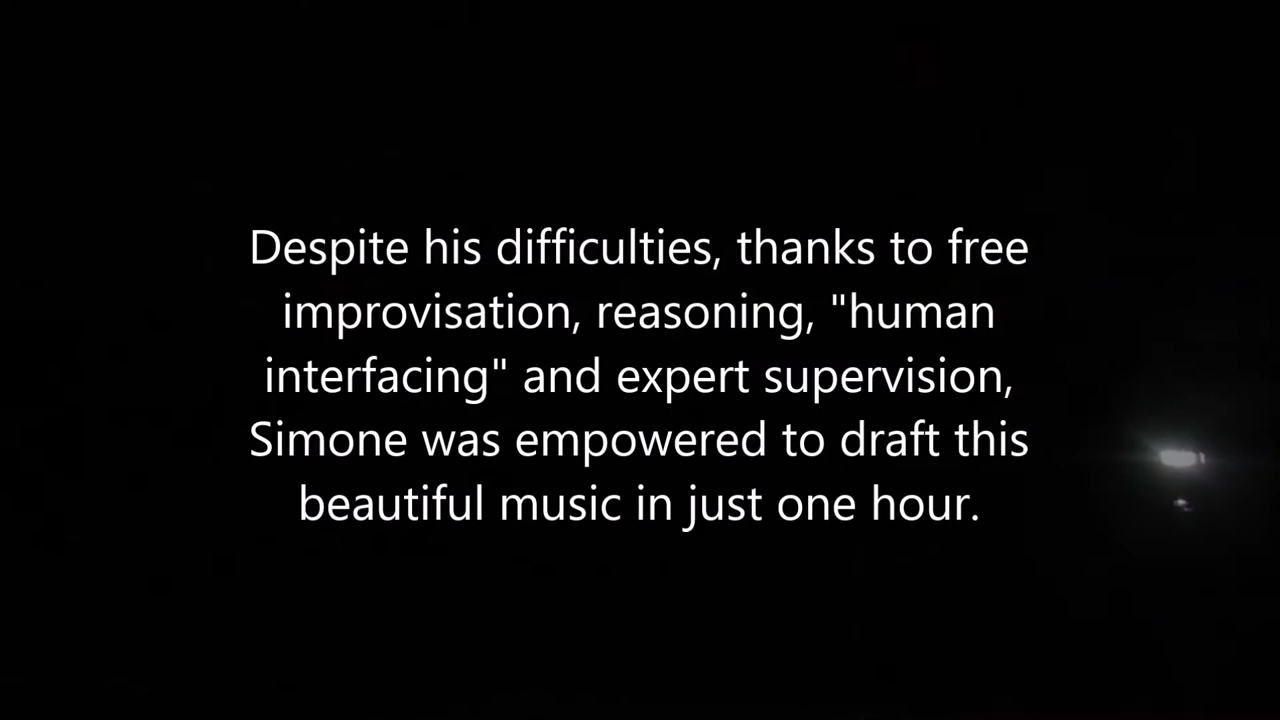 Despite his difficulties, thanks to free
improvisation, reasoning, "human
interfacing" and expert supervision,
Simone was empowered to draft this
beautiful music in just one hour.